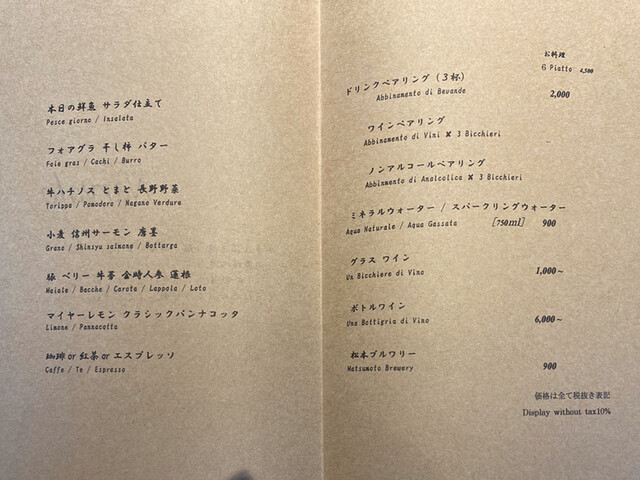 本日の鮮魚 サラダ仕立て
Pesce giorno / Insalata
フォアグラ 干し柿 バター
Foie gras / Cachi / Burro
牛ハチノス とまと 長野野菜
Torippa / Pomodoro / Nagano Verdure
小麦 信州サーモン 唐墨
Grano / Shinsyu salmone / Bottarga
豚 ベリー 牛蒡 金時人参 蓮根
Maiale / Bacche / Carota / Lappola / Loto
マイヤーレモン クラシックパンナコッタ
Limone / Pannacotta
珈琲 or 紅茶 or エスプレッソ
Caffe / Te / Espresso
お料理
6 Piatto 4,500
ドリンクペアリング (3杯)
Abbinamento di Bevande 2,000
ワインペアリング
Abbinamento di Vini ✖ 3 Bicchieri
ノンアルコールペアリング
Abbinmento di Analcolica ✖ 3 Bicchieri
ミネラルウォーター / スパークリングウォーター
Aqua Naturale / Aqua Gassata [750ml] 900
グラス ワイン
Un Bicchiero di Vino 1,000~
ボトルワイン
Una Bottigria di Vino 6,000~
松本ブルワリー
Matsumoto Brewery 900
価格は全て税抜き表記
Display without tax10%